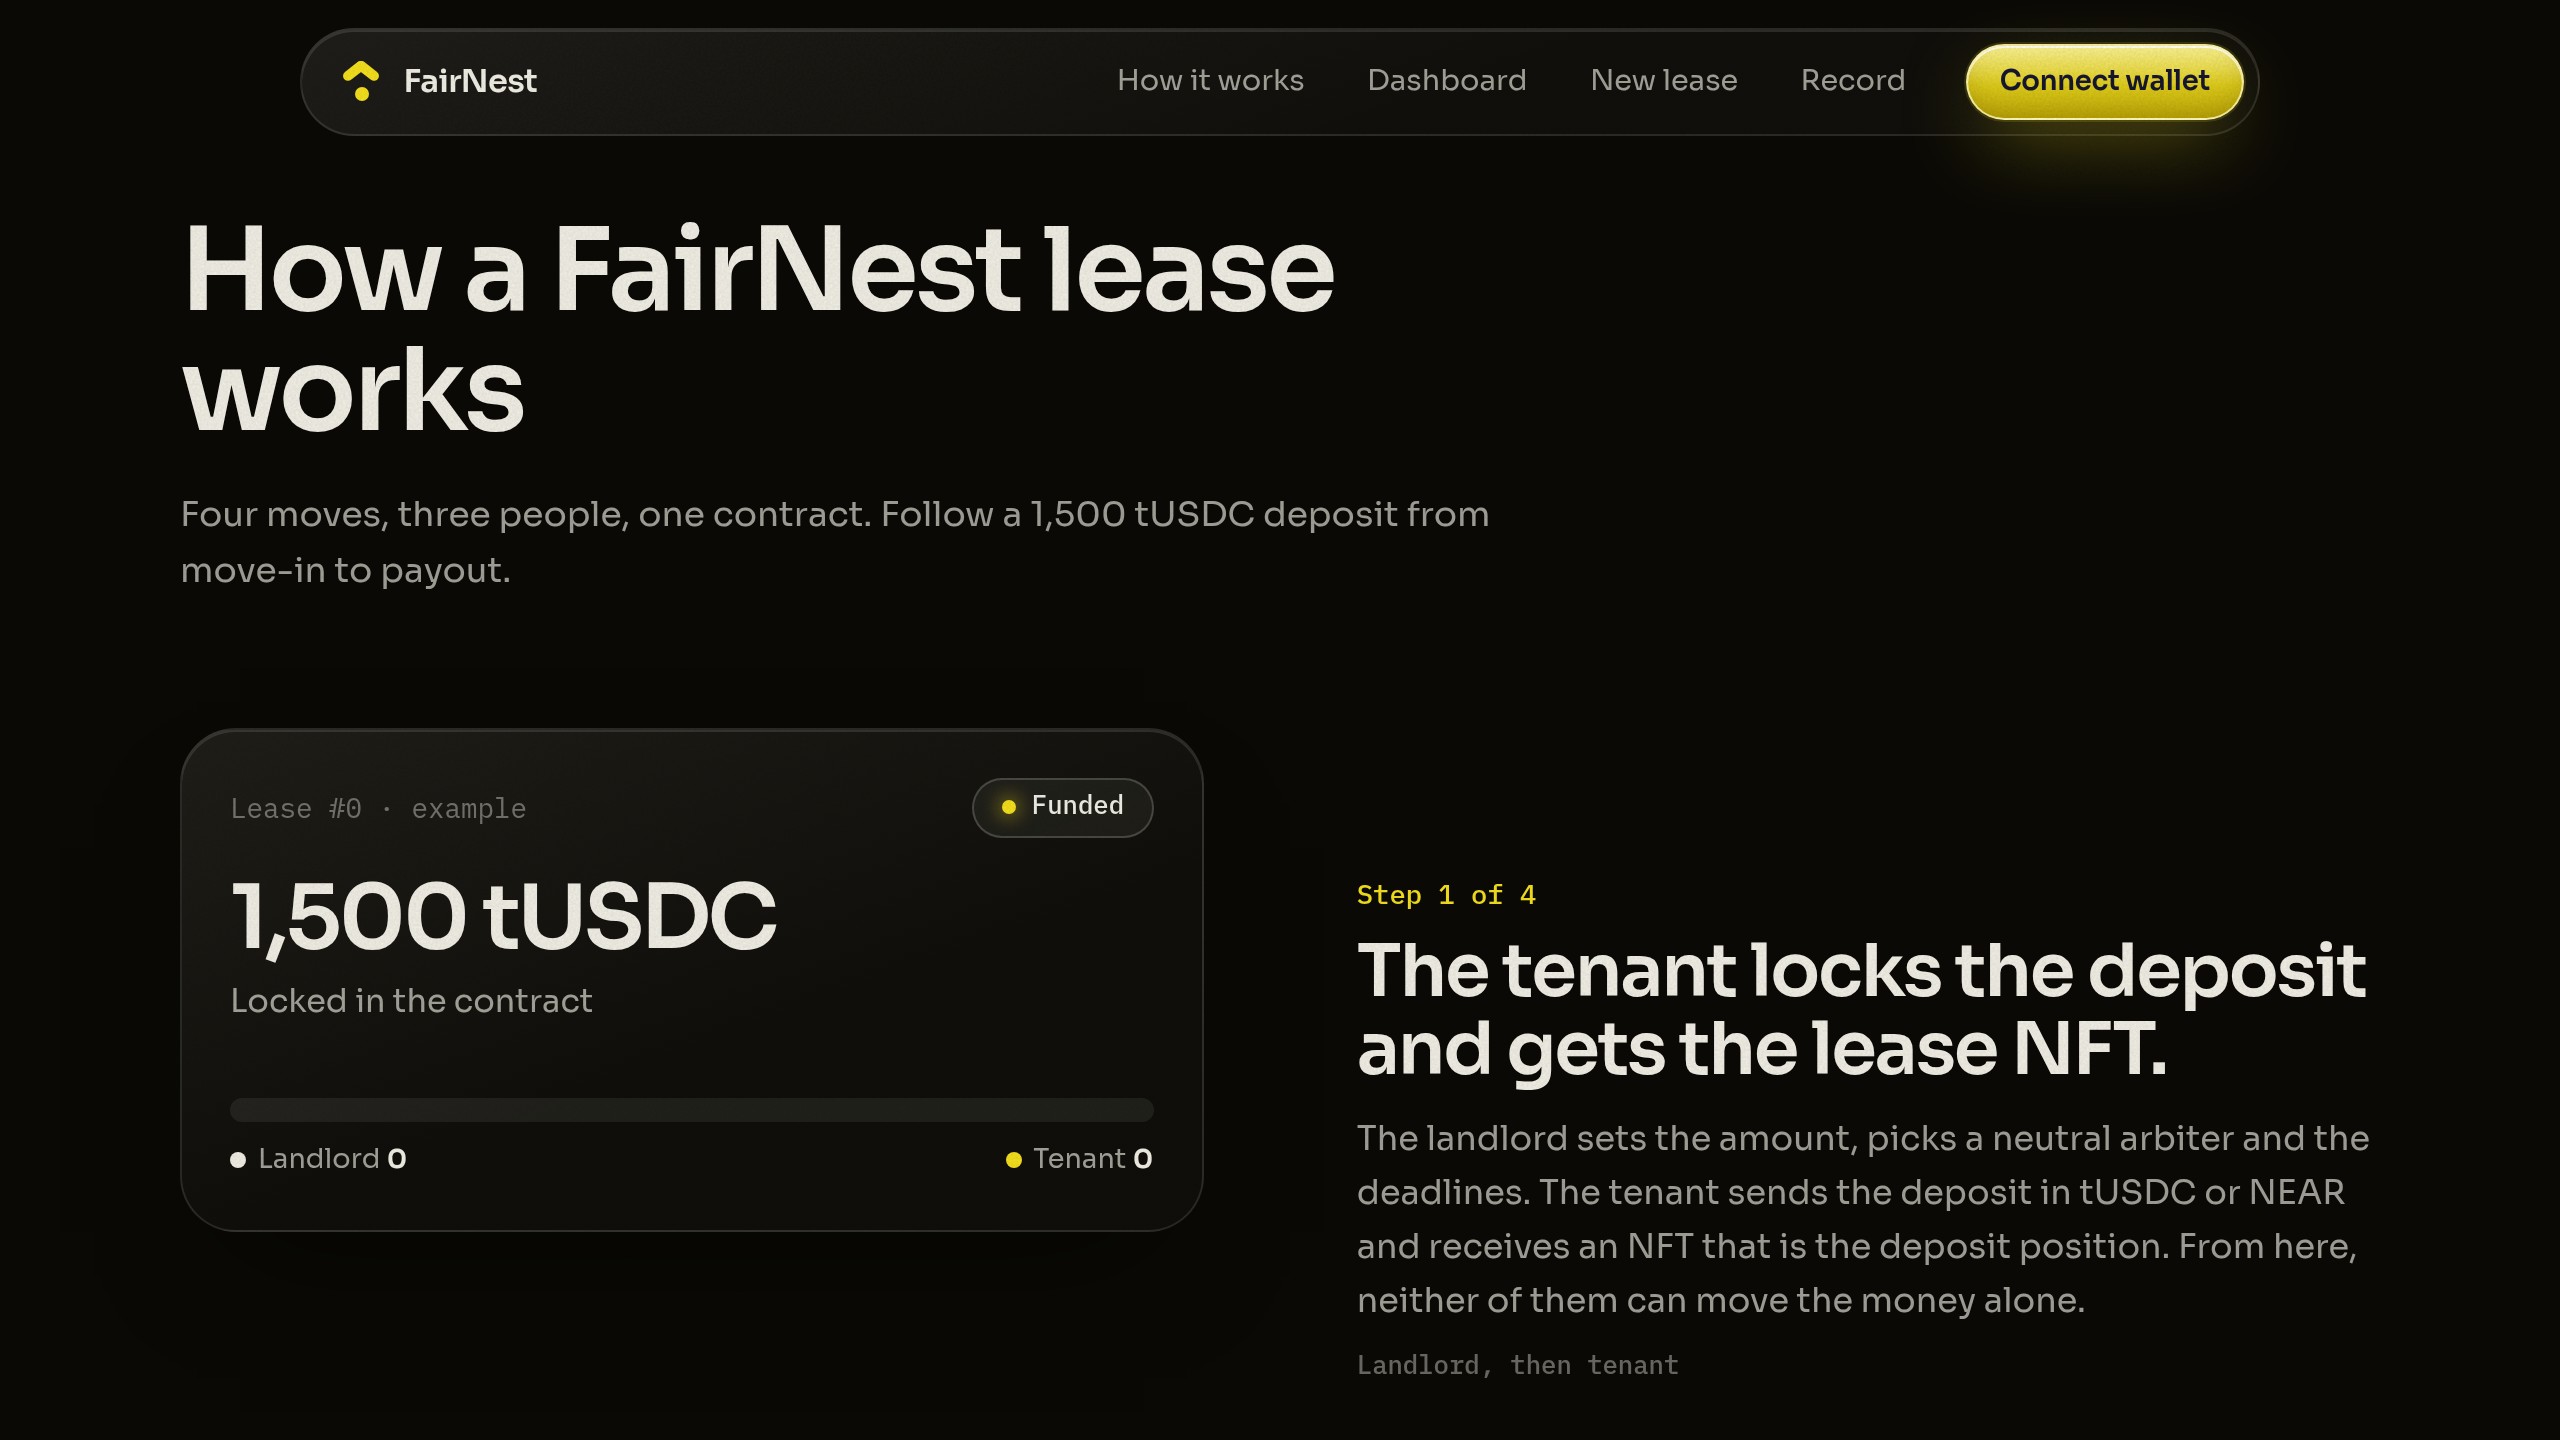 FairNest
How it works
Dashboard
New lease
Record
Connect wallet
How a FairNest lease
works
Four moves, three people, one contract. Follow a 1,500 tUSDC deposit from
move-in to payout.
Lease #0 · example
Funded
1,500 tUSDC
Locked in the contract
Landlord 0
Tenant 0
Step 1 of 4
The tenant locks the deposit
and gets the lease NFT.
The landlord sets the amount, picks a neutral arbiter and the
deadlines. The tenant sends the deposit in tUSDC or NEAR
and receives an NFT that is the deposit position. From here,
neither of them can move the money alone.
Landlord, then tenant